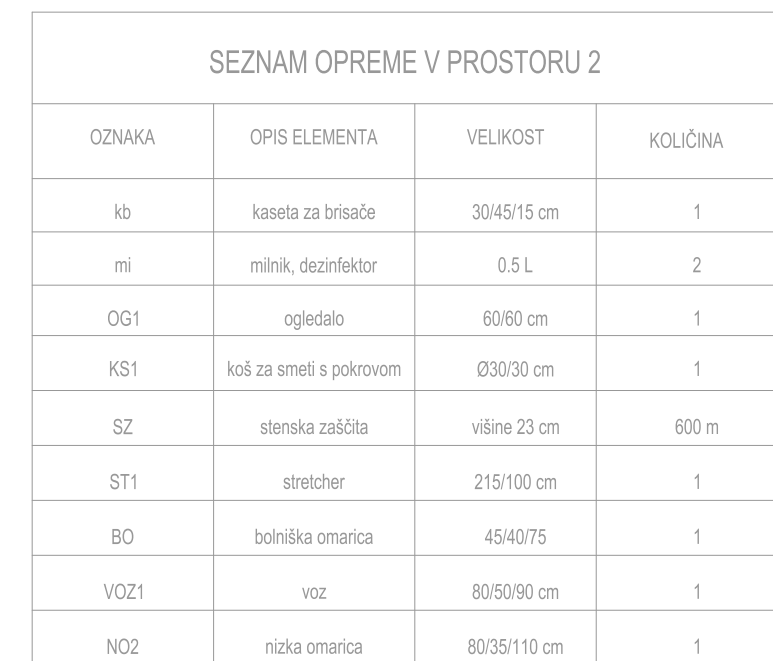 SEZNAM OPREME V PROSTORU 2
OZNAKA OPIS ELEMENTA VELIKOST KOLIČINA
kb kaseta za brisače 30/45/15 cm 1
mi milnik, dezinfektor 0.5 L 2
OG1 ogledalo 60/60 cm 1
KS1 koš za smeti s pokrovom Ø30/30 cm 1
SZ stenska zaščita višine 23 cm 600 m
ST1 stretcher 215/100 cm 1
BO bolniška omarica 45/40/75 1
VOZ1 voz 80/50/90 cm 1
NO2 nizka omarica 80/35/110 cm 1